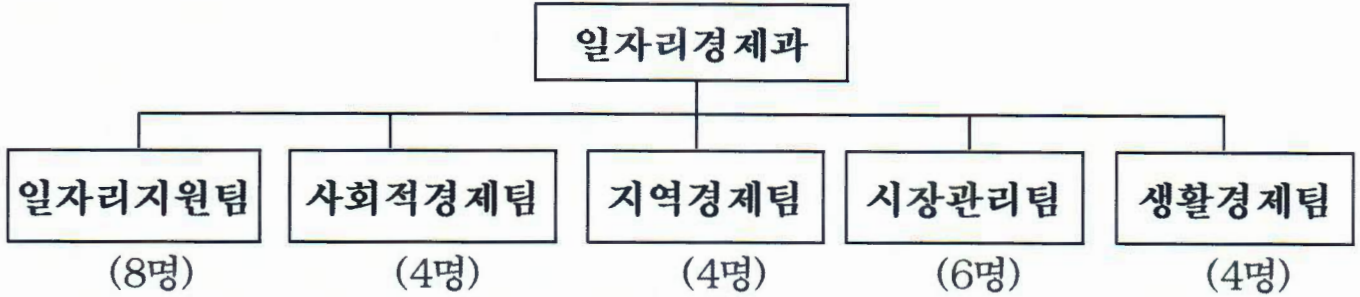 일자리경제과
일자리지원팀 사회적경제팀 지역경제팀 시장관리팀 생활경제팀
(8명) (4명) (4명) (6명) (4명)